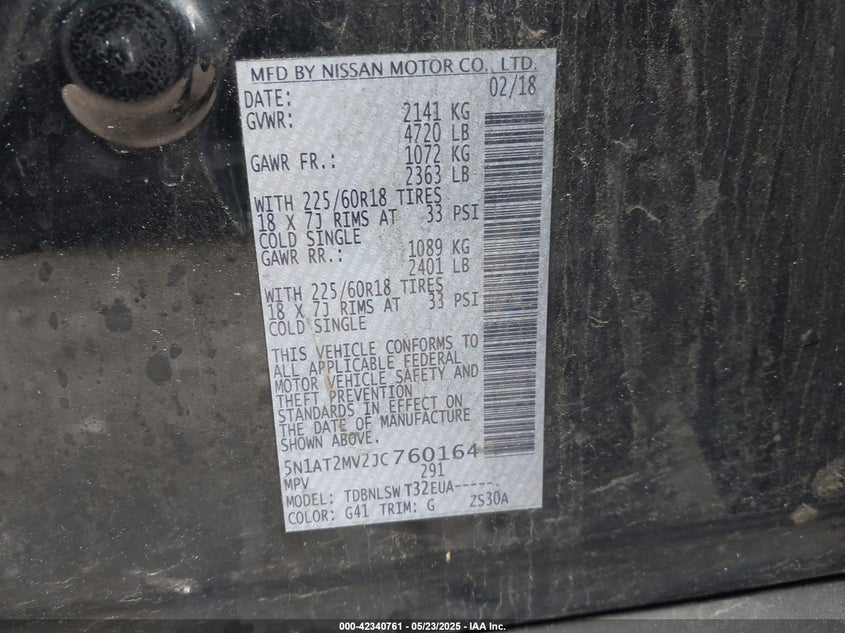 MFD BY NISSAN MOTOR CO., LTD.
DATE: 02/18
GVWR: 2141 KG
4720 LB
GAWR FR.: 1072 KG
2363 LB
WITH 225/60R18 TIRES
18 X 7J RIMS AT 33 PSI
COLD SINGLE
GAWR RR.: 1089 KG
2401 LB
WITH 225/60R18 TIRES
18 X 7J RIMS AT 33 PSI
COLD SINGLE
THIS VEHICLE CONFORMS TO
ALL APPLICABLE FEDERAL
MOTOR VEHICLE SAFETY AND
THEFT PREVENTION
STANDARDS IN EFFECT ON
THE DATE OF MANUFACTURE
SHOWN ABOVE.
5N1AT2MV2JC760164
MPV 291
MODEL: TDBNLSW T32EUA------
COLOR: G41 TRIM: G ZS30A
000-42340761 - 05/23/2025 - IAA Inc.